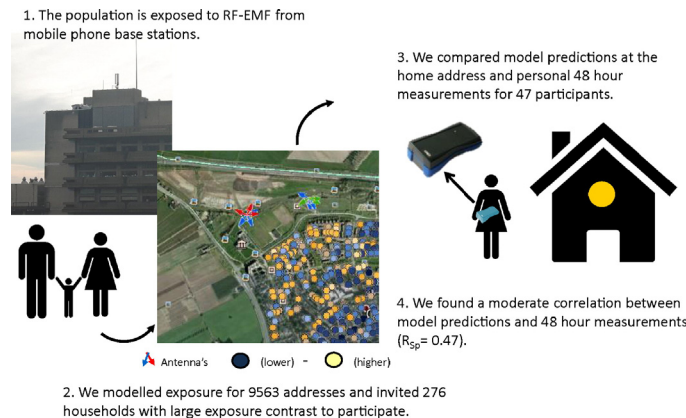 1. The population is exposed to RF-EMF from
mobile phone base stations.
3. We compared model predictions at the
home address and personal 48 hour
measurements for 47 participants.
4. We found a moderate correlation between
model predictions and 48 hour measurements
(RSp= 0.47).
Antenna's (lower) - (higher)
2. We modelled exposure for 9563 addresses and invited 276
households with large exposure contrast to participate.